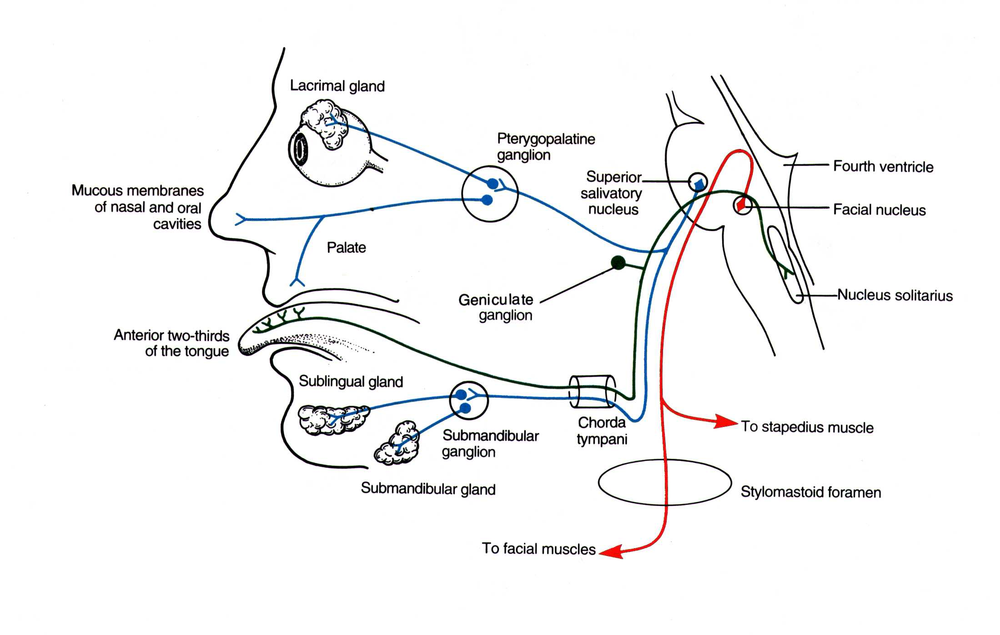 Lacrimal gland
Pterygopalatine
ganglion
Superior
salivatory
nucleus
Fourth ventricle
Facial nucleus
Mucous membranes
of nasal and oral
cavities
Palate
Geniculate
ganglion
Nucleus solitarius
Anterior two-thirds
of the tongue
Sublingual gland
Submandibular
ganglion
Chorda
tympani
To stapedius muscle
Submandibular gland
Stylomastoid foramen
To facial muscles